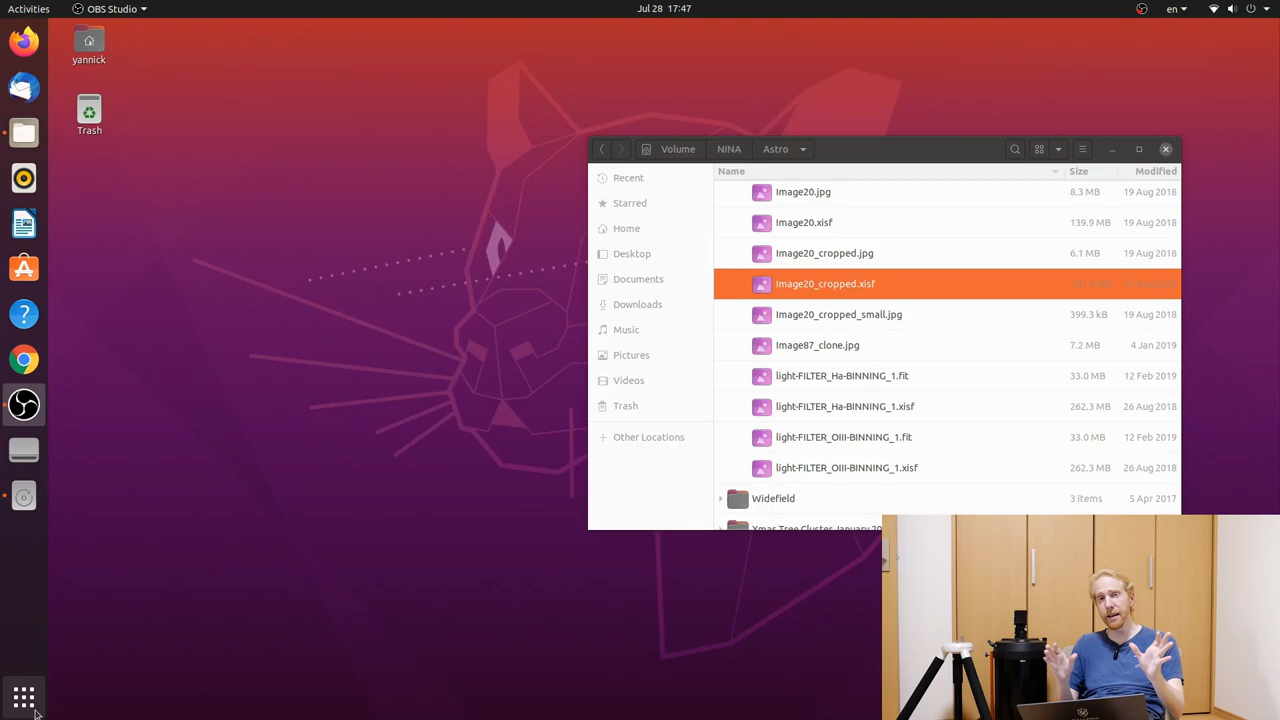 Activities
OBS Studio
Jul 28 17:47
en
yannick
Trash
Volume
NINA
Astro
Name
Size
Modified
Recent
Starred
Home
Desktop
Documents
Downloads
Music
Pictures
Videos
Trash
Other Locations
Image20.jpg 8.3 MB 19 Aug 2018
Image20.xisf 139.9 MB 19 Aug 2018
Image20_cropped.jpg 6.1 MB 19 Aug 2018
Image20_cropped.xisf
Image20_cropped_small.jpg 399.3 kB 19 Aug 2018
Image87_clone.jpg 7.2 MB 4 Jan 2019
light-FILTER_Ha-BINNING_1.fit 33.0 MB 12 Feb 2019
light-FILTER_Ha-BINNING_1.xisf 262.3 MB 26 Aug 2018
light-FILTER_OIII-BINNING_1.fit 33.0 MB 12 Feb 2019
light-FILTER_OIII-BINNING_1.xisf 262.3 MB 26 Aug 2018
Widefield 3 items 5 Apr 2017
Xmas Tree Cluster January 20